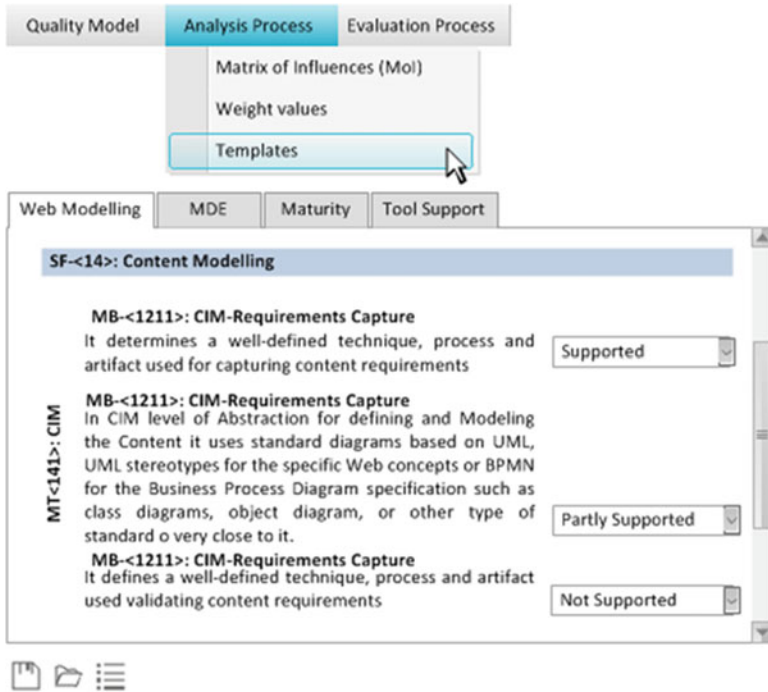 Quality Model
Analysis Process
Evaluation Process
Matrix of Influences (MoI)
Weight values
Templates
Web Modelling
MDE
Maturity
Tool Support
SF-<14>: Content Modelling
MT<141>: CIM
MB-<1211>: CIM-Requirements Capture
It determines a well-defined technique, process and
artifact used for capturing content requirements
Supported
MB-<1211>: CIM-Requirements Capture
In CIM level of Abstraction for defining and Modeling
the Content it uses standard diagrams based on UML,
UML stereotypes for the specific Web concepts or BPMN
for the Business Process Diagram specification such as
class diagrams, object diagram, or other type of
standard o very close to it.
Partly Supported
MB-<1211>: CIM-Requirements Capture
It defines a well-defined technique, process and artifact
used validating content requirements
Not Supported